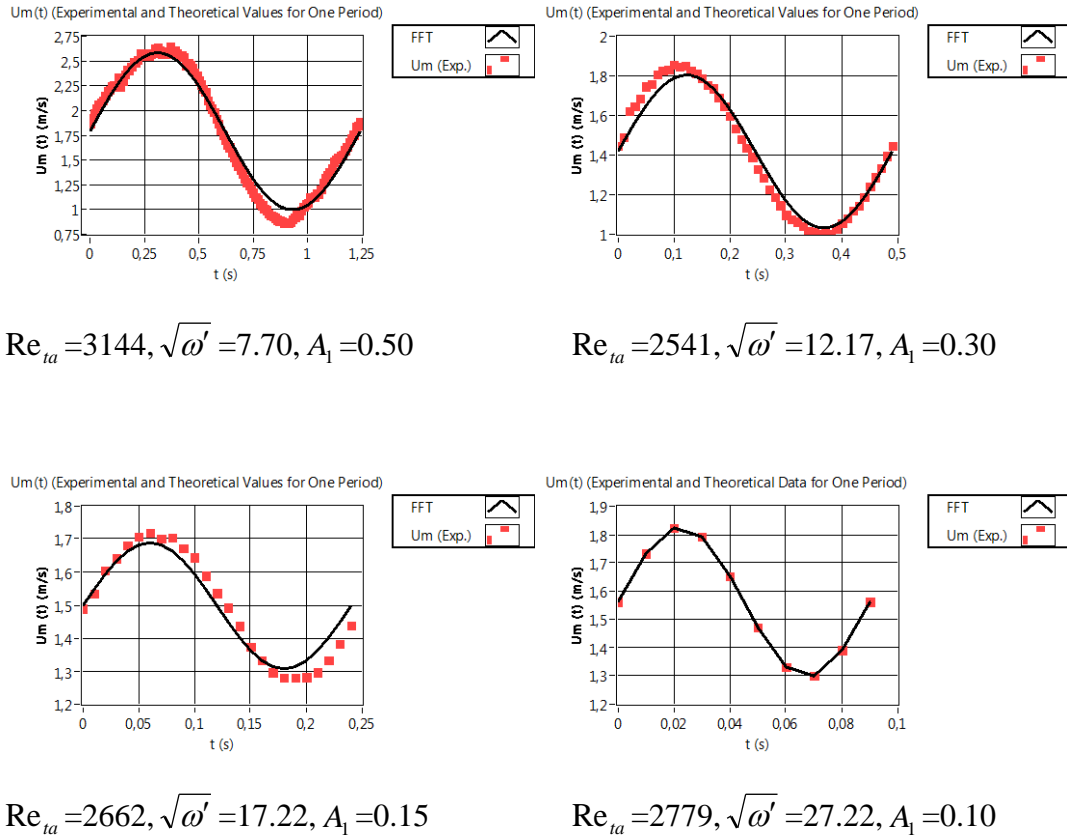 Um(t) (Experimental and Theoretical Values for One Period)
FFT
Um (Exp.)
Um (t) (m/s)
2,75
2,5
2,25
2
1,75
1,5
1,25
1
0,75
0 0,25 0,5 0,75 1 1,25
t (s)
Re_ta =3144, √ω′ =7.70, A_1 =0.50
Um(t) (Experimental and Theoretical Values for One Period)
FFT
Um (Exp.)
Um (t) (m/s)
2
1,8
1,6
1,4
1,2
1
0 0,1 0,2 0,3 0,4 0,5
t (s)
Re_ta =2541, √ω′ =12.17, A_1 =0.30
Um(t) (Experimental and Theoretical Values for One Period)
FFT
Um (Exp.)
Um (t) (m/s)
1,8
1,7
1,6
1,5
1,4
1,3
1,2
0 0,05 0,1 0,15 0,2 0,25
t (s)
Re_ta =2662, √ω′ =17.22, A_1 =0.15
Um(t) (Experimental and Theoretical Data for One Period)
FFT
Um (Exp.)
Um (t) (m/s)
1,9
1,8
1,7
1,6
1,5
1,4
1,3
1,2
0 0,02 0,04 0,06 0,08 0,1
t (s)
Re_ta =2779, √ω′ =27.22, A_1 =0.10